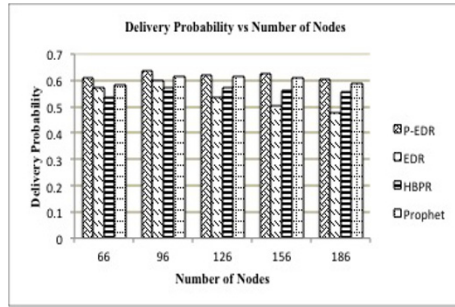 Delivery Probability vs Number of Nodes
0.7
0.6
0.5
0.4
0.3
0.2
0.1
0
Delivery Probability
66 96 126 156 186
Number of Nodes
P-EDR
EDR
HBPR
Prophet